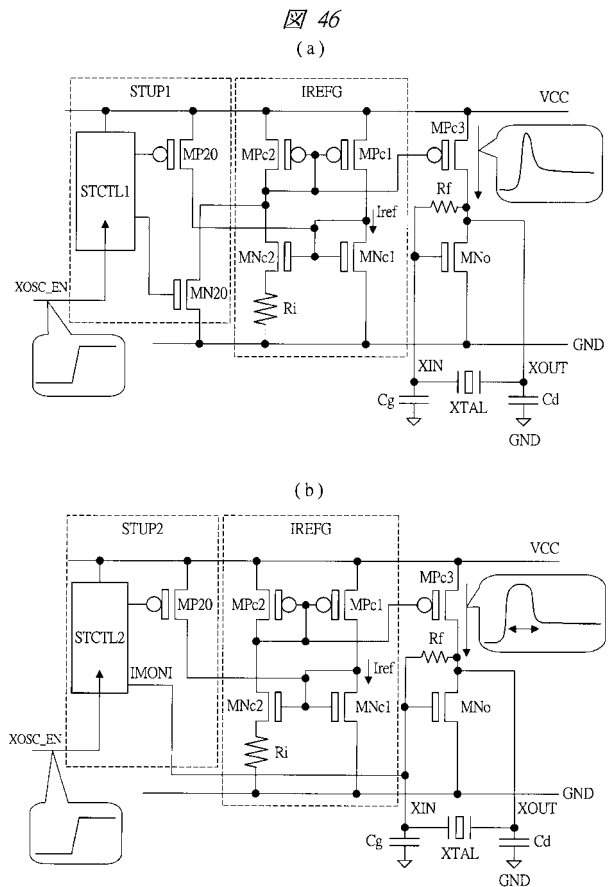 図 46
(a)
STUP1
IREFG
VCC
MPc3
MP20
MPc2
MPc1
STCTL1
Rf
Iref
MNc2
MNc1
MNo
XOSC_EN
MN20
Ri
GND
XIN
XOUT
Cg
XTAL
Cd
GND
(b)
STUP2
IREFG
VCC
MPc3
MP20
MPc2
MPc1
STCTL2
Rf
IMONI
Iref
MNc2
MNc1
MNo
XOSC_EN
Ri
GND
XIN
XOUT
Cg
XTAL
Cd
GND